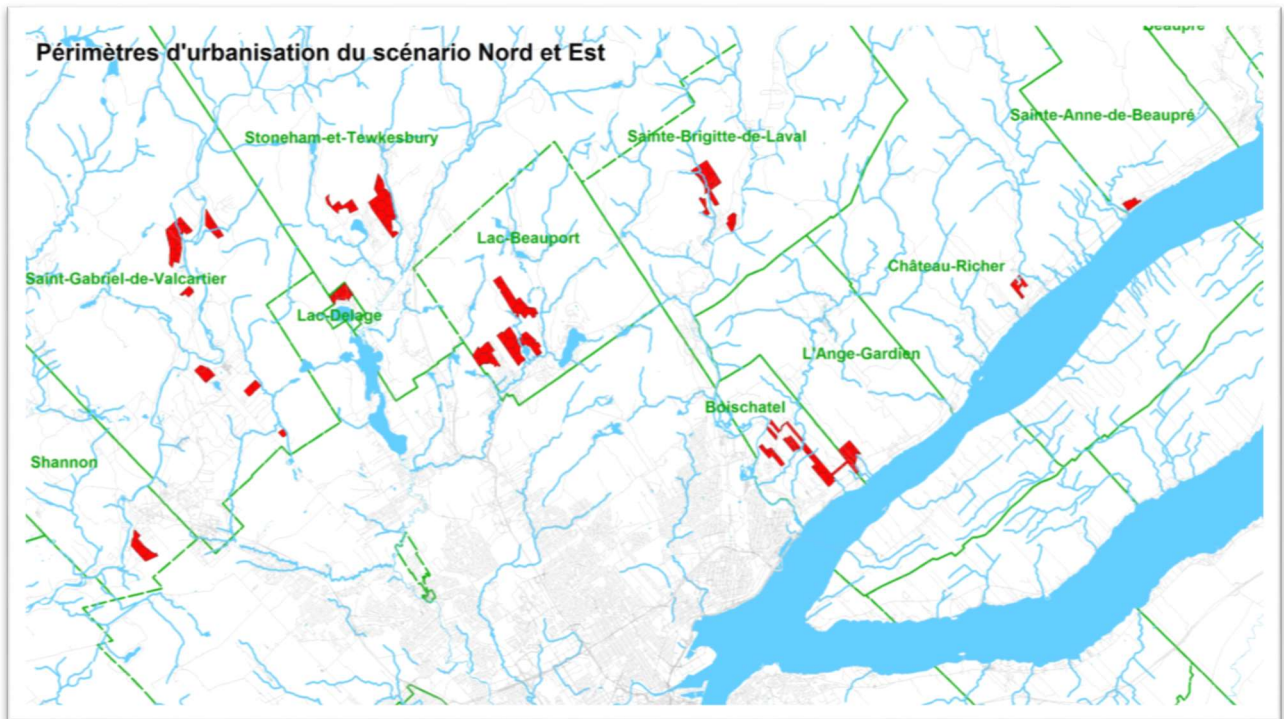 Périmètres d'urbanisation du scénario Nord et Est
Beaupré
Sainte-Anne-de-Beaupré
Stoneham-et-Tewkesbury
Sainte-Brigitte-de-Laval
Lac-Beauport
Château-Richer
Saint-Gabriel-de-Valcartier
Lac-Delage
L'Ange-Gardien
Boischatel
Shannon